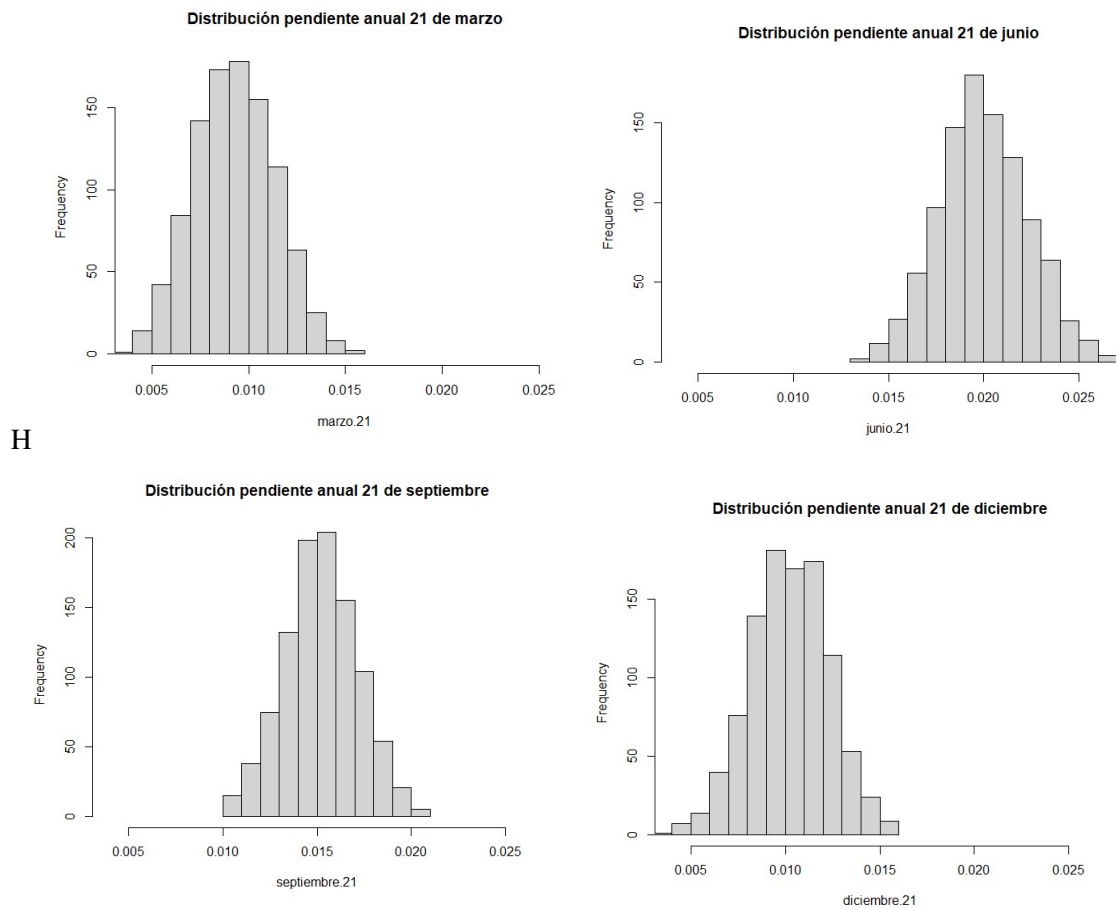 Distribución pendiente anual 21 de marzo
Frequency
0
50
100
150
0.005 0.010 0.015 0.020 0.025
marzo.21
Distribución pendiente anual 21 de junio
Frequency
0
50
100
150
0.005 0.010 0.015 0.020 0.025
junio.21
H
Distribución pendiente anual 21 de septiembre
Frequency
0
50
100
150
200
0.005 0.010 0.015 0.020 0.025
septiembre.21
Distribución pendiente anual 21 de diciembre
Frequency
0
50
100
150
0.005 0.010 0.015 0.020 0.025
diciembre.21